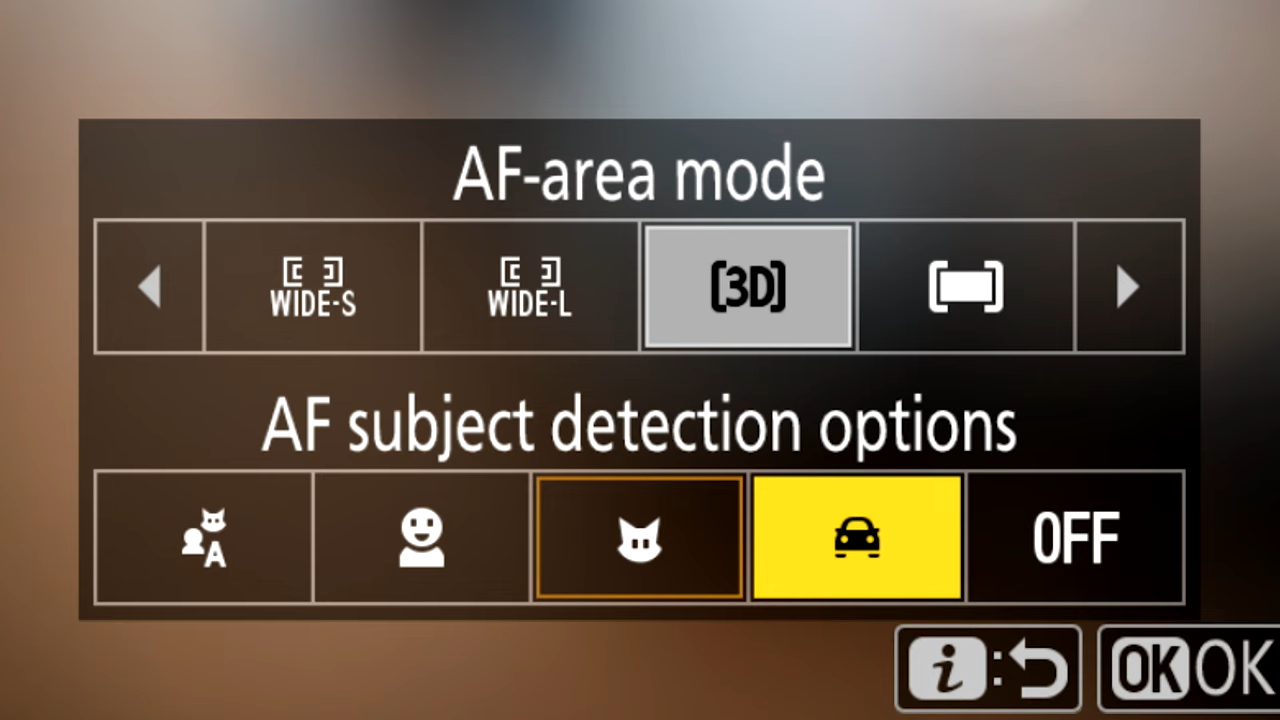 AF-area mode
WIDE-S WIDE-L [3D]
AF subject detection options
A OFF
i : OK OK